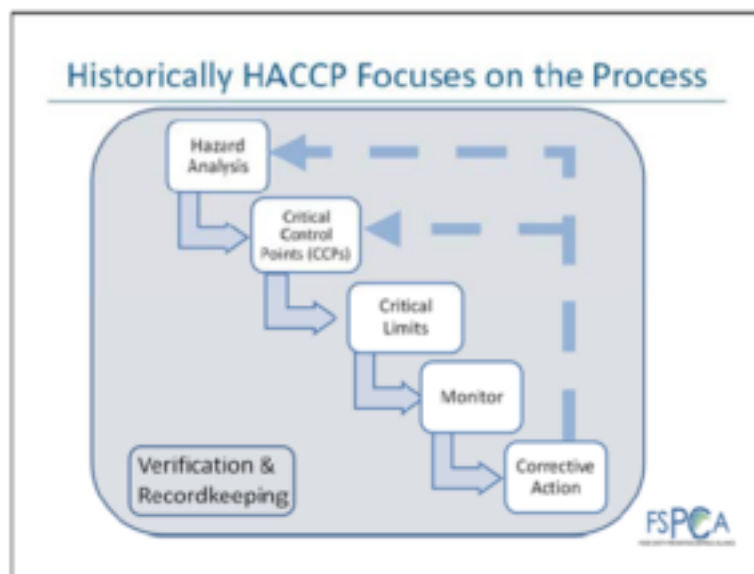 Historically HACCP Focuses on the Process
Hazard
Analysis
Critical
Control
Points (CCPs)
Critical
Limits
Monitor
Corrective
Action
Verification &
Recordkeeping
FSPCA